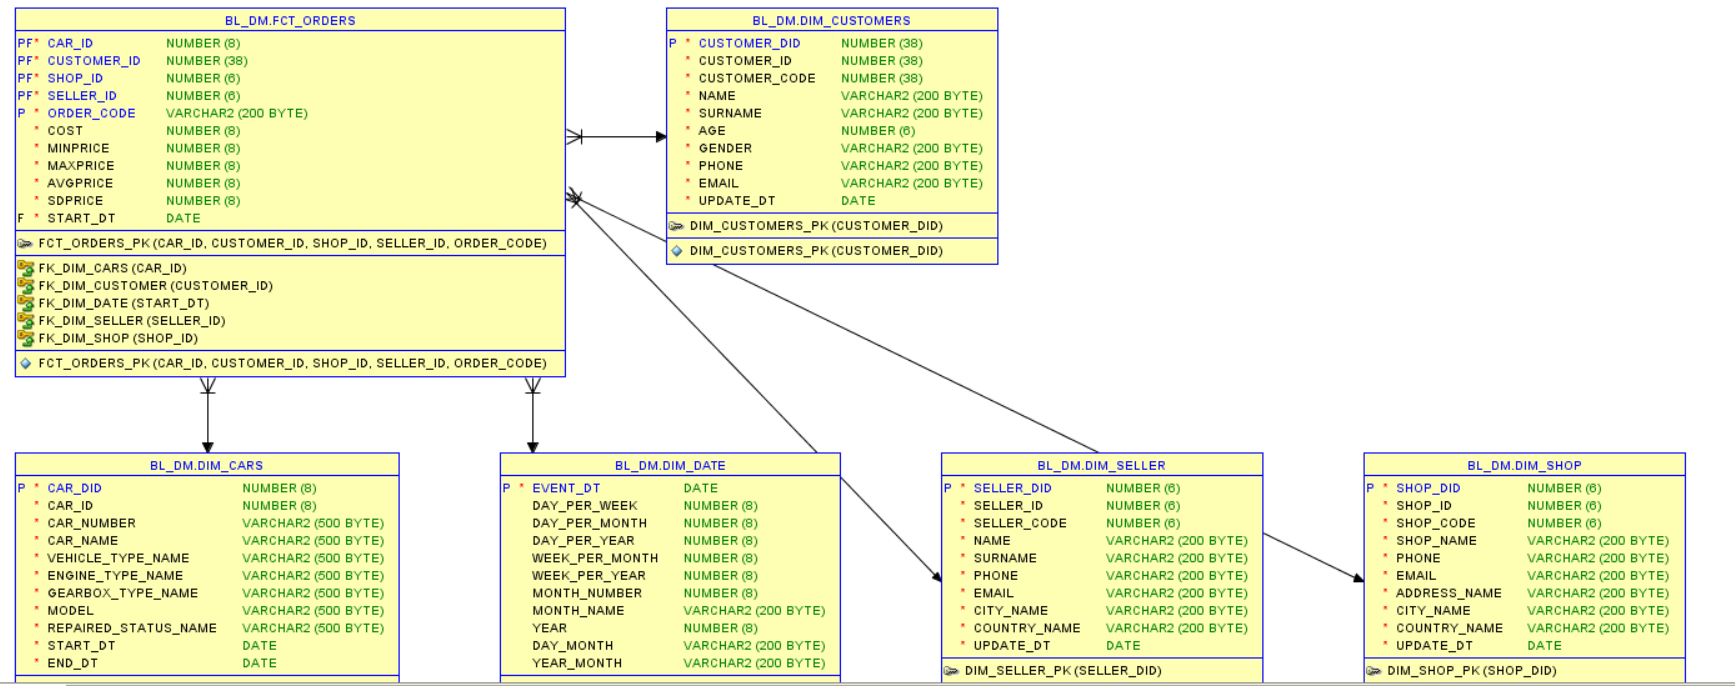 BL_DM.FCT_ORDERS
PF* CAR_ID NUMBER (8)
PF* CUSTOMER_ID NUMBER (38)
PF* SHOP_ID NUMBER (6)
PF* SELLER_ID NUMBER (6)
P * ORDER_CODE VARCHAR2 (200 BYTE)
* COST NUMBER (8)
* MINPRICE NUMBER (8)
* MAXPRICE NUMBER (8)
* AVGPRICE NUMBER (8)
* SDPRICE NUMBER (8)
F * START_DT DATE
FCT_ORDERS_PK (CAR_ID, CUSTOMER_ID, SHOP_ID, SELLER_ID, ORDER_CODE)
FK_DIM_CARS (CAR_ID)
FK_DIM_CUSTOMER (CUSTOMER_ID)
FK_DIM_DATE (START_DT)
FK_DIM_SELLER (SELLER_ID)
FK_DIM_SHOP (SHOP_ID)
FCT_ORDERS_PK (CAR_ID, CUSTOMER_ID, SHOP_ID, SELLER_ID, ORDER_CODE)
BL_DM.DIM_CUSTOMERS
P * CUSTOMER_DID NUMBER (38)
* CUSTOMER_ID NUMBER (38)
* CUSTOMER_CODE NUMBER (38)
* NAME VARCHAR2 (200 BYTE)
* SURNAME VARCHAR2 (200 BYTE)
* AGE NUMBER (6)
* GENDER VARCHAR2 (200 BYTE)
* PHONE VARCHAR2 (200 BYTE)
* EMAIL VARCHAR2 (200 BYTE)
* UPDATE_DT DATE
DIM_CUSTOMERS_PK (CUSTOMER_DID)
DIM_CUSTOMERS_PK (CUSTOMER_DID)
BL_DM.DIM_CARS
P * CAR_DID NUMBER (8)
* CAR_ID NUMBER (8)
* CAR_NUMBER VARCHAR2 (500 BYTE)
* CAR_NAME VARCHAR2 (500 BYTE)
* VEHICLE_TYPE_NAME VARCHAR2 (500 BYTE)
* ENGINE_TYPE_NAME VARCHAR2 (500 BYTE)
* GEARBOX_TYPE_NAME VARCHAR2 (500 BYTE)
* MODEL VARCHAR2 (500 BYTE)
* REPAIRED_STATUS_NAME VARCHAR2 (500 BYTE)
* START_DT DATE
* END_DT DATE
BL_DM.DIM_DATE
P * EVENT_DT DATE
DAY_PER_WEEK NUMBER (8)
DAY_PER_MONTH NUMBER (8)
DAY_PER_YEAR NUMBER (8)
WEEK_PER_MONTH NUMBER (8)
WEEK_PER_YEAR NUMBER (8)
MONTH_NUMBER NUMBER (8)
MONTH_NAME VARCHAR2 (200 BYTE)
YEAR NUMBER (8)
DAY_MONTH VARCHAR2 (200 BYTE)
YEAR_MONTH VARCHAR2 (200 BYTE)
BL_DM.DIM_SELLER
P * SELLER_DID NUMBER (6)
* SELLER_ID NUMBER (6)
* SELLER_CODE NUMBER (6)
* NAME VARCHAR2 (200 BYTE)
* SURNAME VARCHAR2 (200 BYTE)
* PHONE VARCHAR2 (200 BYTE)
* EMAIL VARCHAR2 (200 BYTE)
* CITY_NAME VARCHAR2 (200 BYTE)
* COUNTRY_NAME VARCHAR2 (200 BYTE)
* UPDATE_DT DATE
DIM_SELLER_PK (SELLER_DID)
BL_DM.DIM_SHOP
P * SHOP_DID NUMBER (6)
* SHOP_ID NUMBER (6)
* SHOP_CODE NUMBER (6)
* SHOP_NAME VARCHAR2 (200 BYTE)
* PHONE VARCHAR2 (200 BYTE)
* EMAIL VARCHAR2 (200 BYTE)
* ADDRESS_NAME VARCHAR2 (200 BYTE)
* CITY_NAME VARCHAR2 (200 BYTE)
* COUNTRY_NAME VARCHAR2 (200 BYTE)
* UPDATE_DT DATE
DIM_SHOP_PK (SHOP_DID)